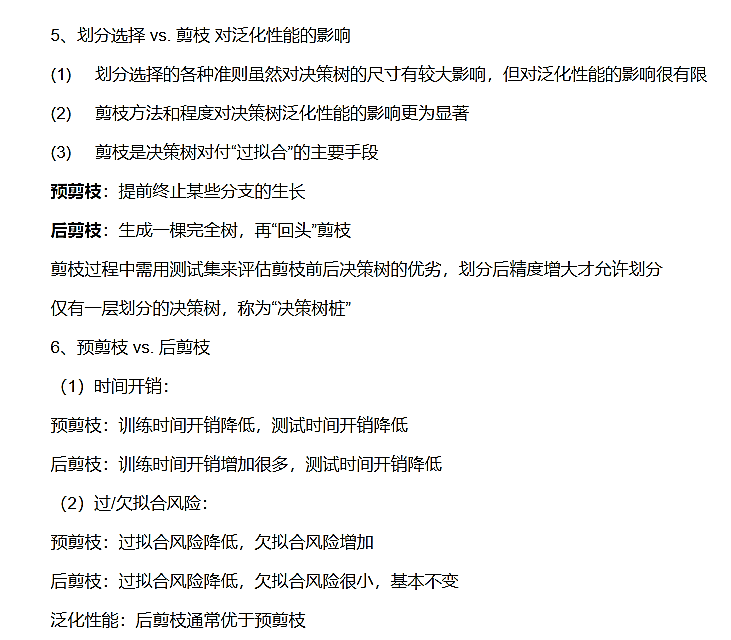 5、划分选择 vs. 剪枝 对泛化性能的影响
(1) 划分选择的各种准则虽然对决策树的尺寸有较大影响，但对泛化性能的影响很有限
(2) 剪枝方法和程度对决策树泛化性能的影响更为显著
(3) 剪枝是决策树对付“过拟合”的主要手段
预剪枝：提前终止某些分支的生长
后剪枝：生成一棵完全树，再“回头”剪枝
剪枝过程中需用测试集来评估剪枝前后决策树的优劣，划分后精度增大才允许划分
仅有一层划分的决策树，称为“决策树桩”
6、预剪枝 vs. 后剪枝
（1）时间开销：
预剪枝：训练时间开销降低，测试时间开销降低
后剪枝：训练时间开销增加很多，测试时间开销降低
（2）过/欠拟合风险：
预剪枝：过拟合风险降低，欠拟合风险增加
后剪枝：过拟合风险降低，欠拟合风险很小，基本不变
泛化性能：后剪枝通常优于预剪枝